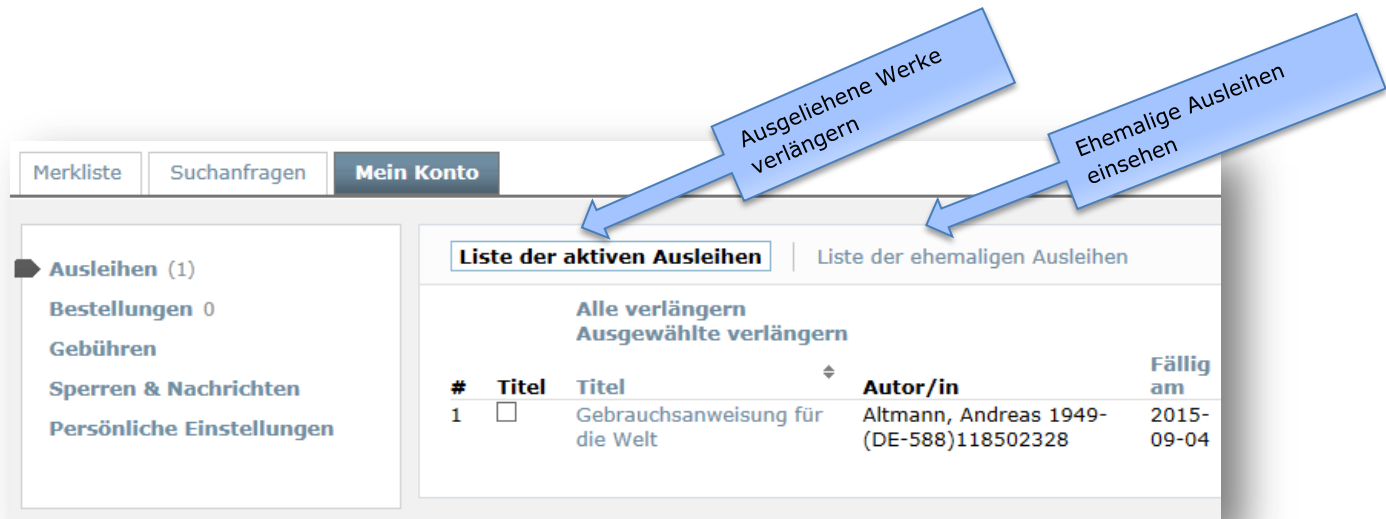 Ausgeliehene Werke
verlängern
Ehemalige Ausleihen
einsehen
Merkliste
Suchanfragen
Mein Konto
Ausleihen (1)
Bestellungen 0
Gebühren
Sperren & Nachrichten
Persönliche Einstellungen
Liste der aktiven Ausleihen
Liste der ehemaligen Ausleihen
Alle verlängern
Ausgewählte verlängern
# Titel Titel Autor/in Fällig
am
1 Gebrauchsanweisung für Altmann, Andreas 1949- 2015-
die Welt (DE-588)118502328 09-04